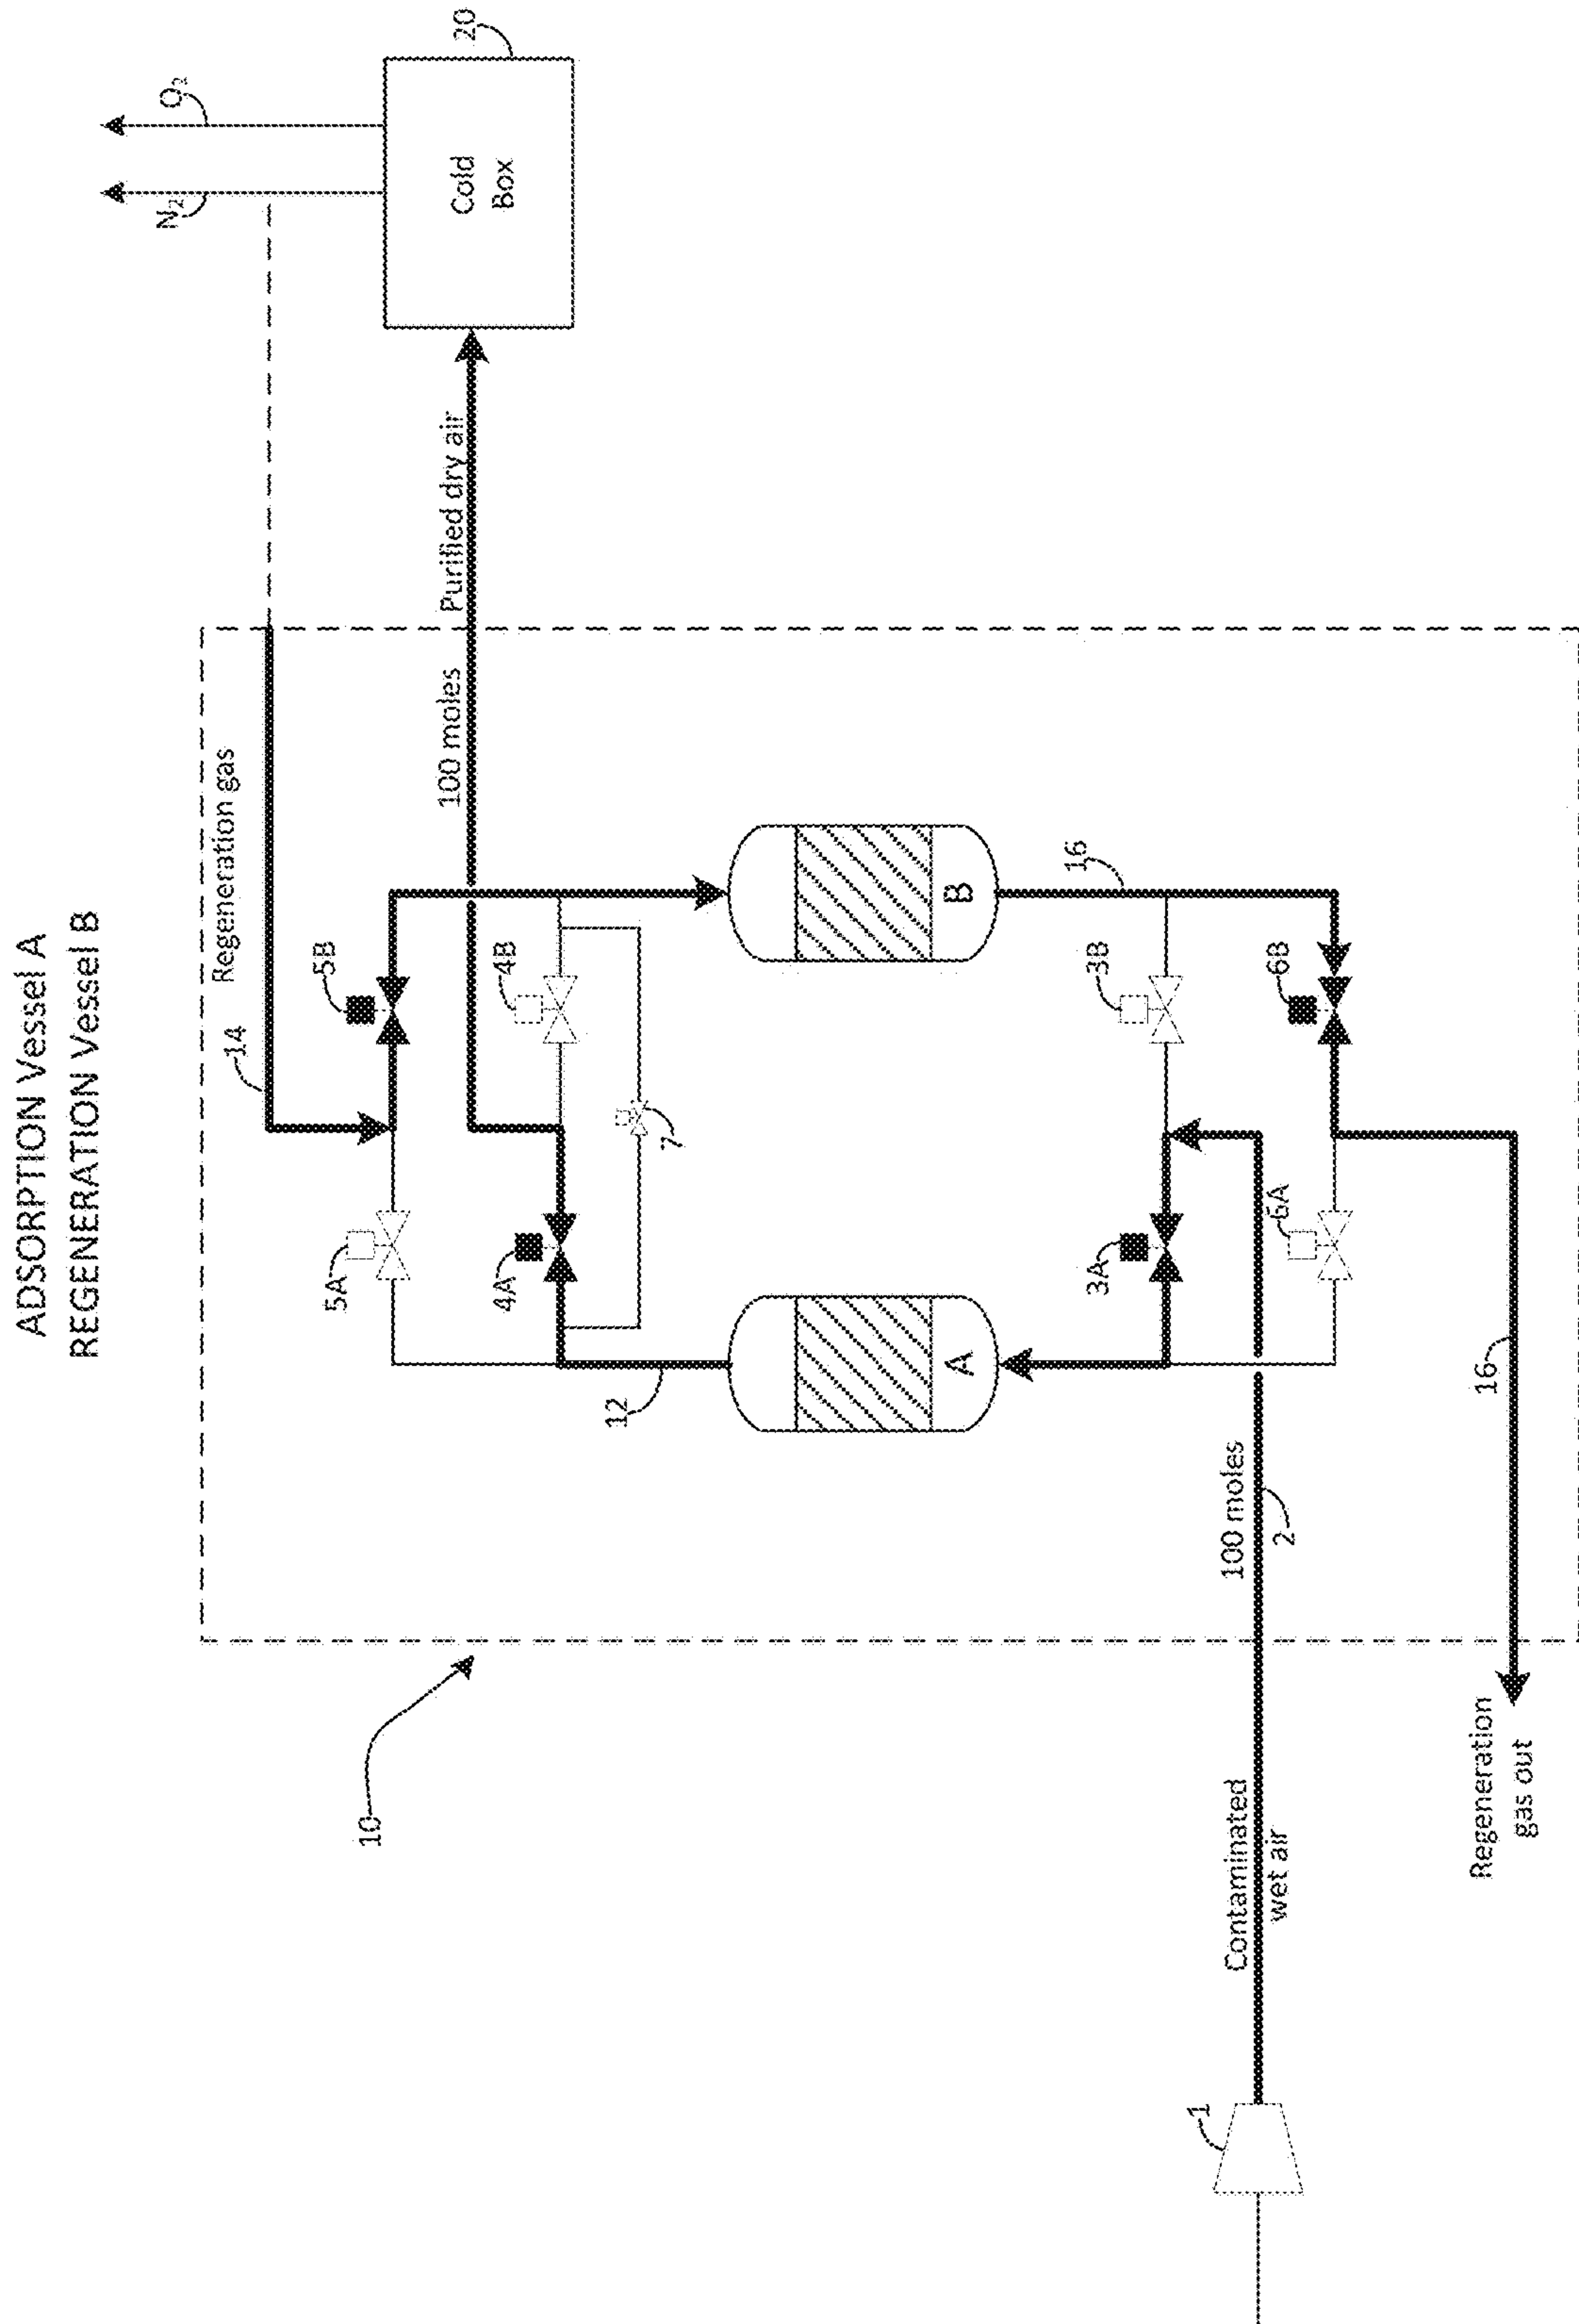 ADSORPTION Vessel A
REGENERATION Vessel B
10
14
Regeneration gas
N₂
O₂
5A
5B
100 moles
Purified dry air
20
Cold
Box
4A
4B
12
7
A
B
16
3A
3B
Contaminated
wet air
100 moles
2
1
6A
6B
16
Regeneration
gas out